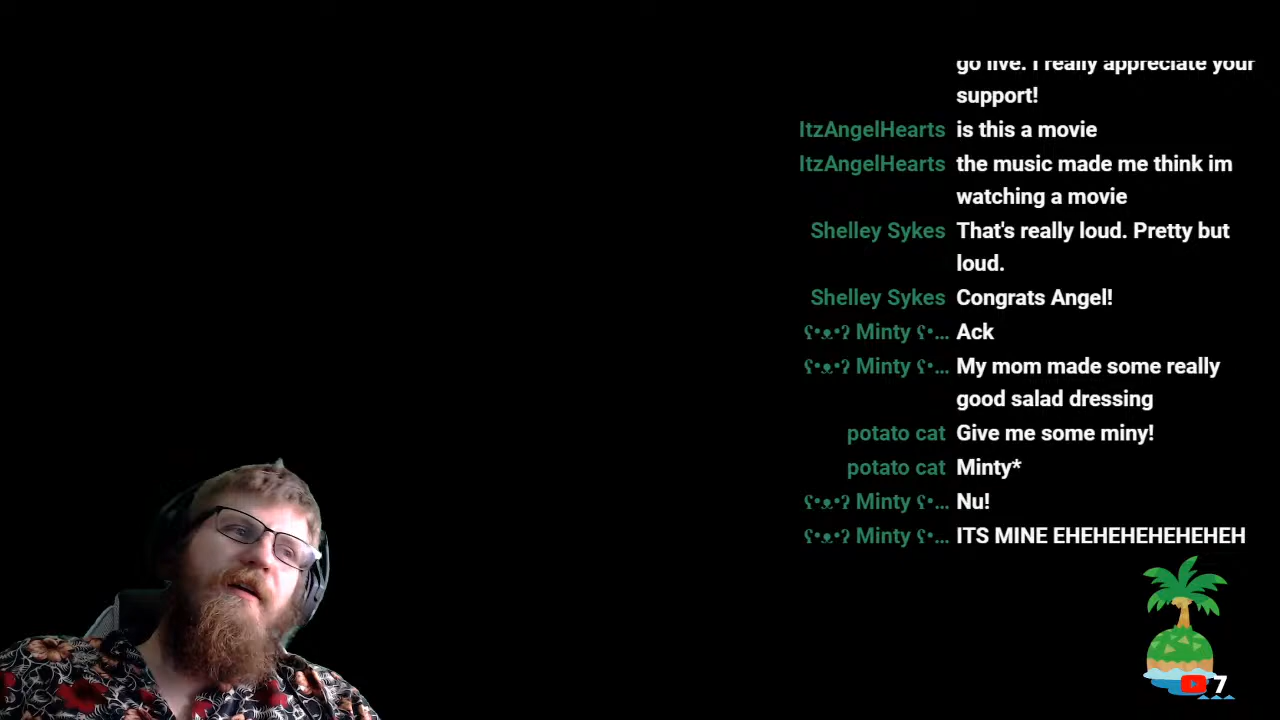 go live. I really appreciate your
support!
ItzAngelHearts is this a movie
ItzAngelHearts the music made me think im
watching a movie
Shelley Sykes That's really loud. Pretty but
loud.
Shelley Sykes Congrats Angel!
ʕ•ᴥ•ʔ Minty ʕ•… Ack
ʕ•ᴥ•ʔ Minty ʕ•… My mom made some really
good salad dressing
potato cat Give me some miny!
potato cat Minty*
ʕ•ᴥ•ʔ Minty ʕ•… Nu!
ʕ•ᴥ•ʔ Minty ʕ•… ITS MINE EHEHEHEHEHEHEH
7